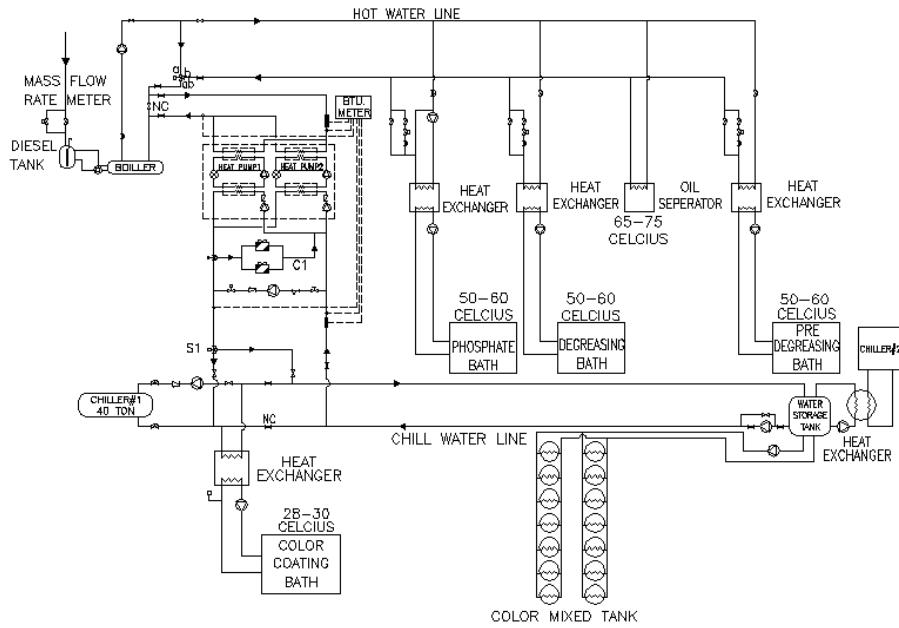 HOT WATER LINE
MASS FLOW
RATE METER
a
b
ab
NC
BTU.
METER
DIESEL
TANK
BOILLER
HEAT PUMP1
HEAT PUMP2
HEAT
EXCHANGER
HEAT
EXCHANGER
OIL
SEPERATOR
65-75
CELCIUS
HEAT
EXCHANGER
C1
50-60
CELCIUS
PHOSPHATE
BATH
50-60
CELCIUS
DEGREASING
BATH
50-60
CELCIUS
PRE
DEGREASING
BATH
CHILLER#2
S1
CHILLER#1
40 TON
NC
CHILL WATER LINE
WATER
STORAGE
TANK
HEAT
EXCHANGER
HEAT
EXCHANGER
28-30
CELCIUS
COLOR
COATING
BATH
COLOR MIXED TANK